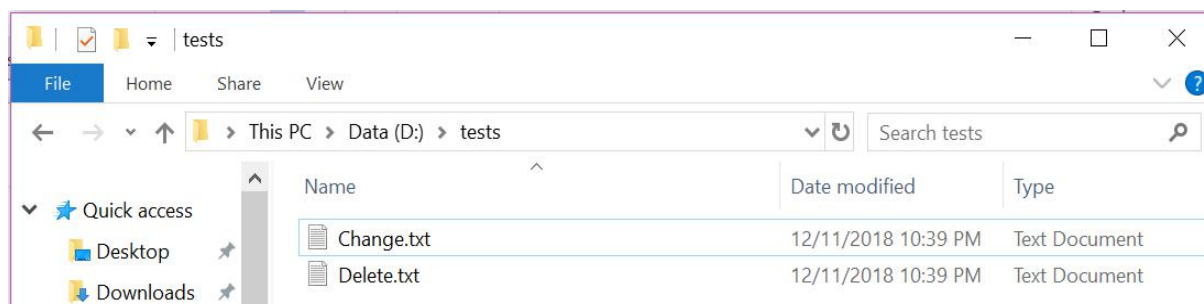 tests
File Home Share View
This PC > Data (D:) > tests Search tests
Name Date modified Type
Quick access
Change.txt 12/11/2018 10:39 PM Text Document
Desktop
Delete.txt 12/11/2018 10:39 PM Text Document
Downloads